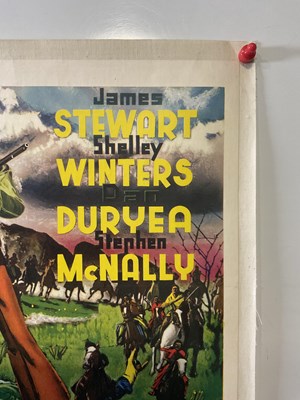 James
STEWART
Shelley
WINTERS
Dan
DURYEA
Stephen
McNALLY